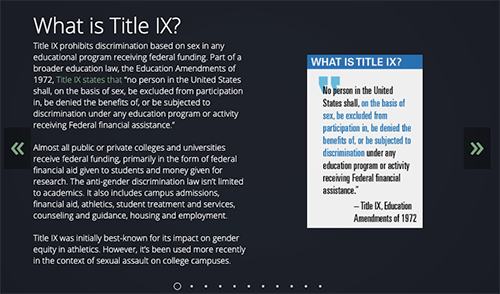 What is Title IX?
Title IX prohibits discrimination based on sex in any
educational program receiving federal funding. Part of a
broader education law, the Education Amendments of
1972, Title IX states that “no person in the United States
shall, on the basis of sex, be excluded from participation
in, be denied the benefits of, or be subjected to
discrimination under any education program or activity
receiving Federal financial assistance.”
Almost all public or private colleges and universities
receive federal funding, primarily in the form of federal
financial aid given to students and money given for
research. The anti-gender discrimination law isn’t limited
to academics. It also includes campus admissions,
financial aid, athletics, student treatment and services,
counseling and guidance, housing and employment.
Title IX was initially best-known for its impact on gender
equity in athletics. However, it’s been used more recently
in the context of sexual assault on college campuses.
WHAT IS TITLE IX?
No person in the United
States shall, on the basis of
sex, be excluded from
participation in, be denied the
benefits of, or be subjected to
discrimination under any
education program or activity
receiving Federal financial
assistance.”
– Title IX, Education
Amendments of 1972